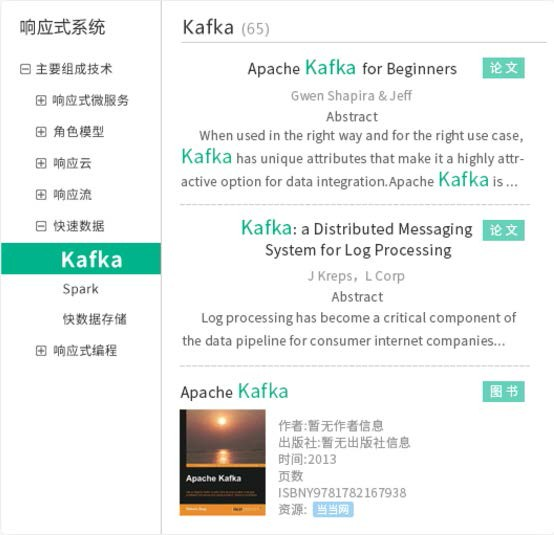 响应式系统
主要组成技术
响应式微服务
角色模型
响应云
响应流
快速数据
Kafka
Spark
快数据存储
响应式编程
Kafka (65)
Apache Kafka for Beginners 论文
Gwen Shapira & Jeff
Abstract
When used in the right way and for the right use case,
Kafka has unique attributes that make it a highly attr-
active option for data integration.Apache Kafka is ...
Kafka: a Distributed Messaging 论文
System for Log Processing
J Kreps，L Corp
Abstract
Log processing has become a critical component of
the data pipeline for consumer internet companies...
Apache Kafka 图书
Apache Kafka
作者:暂无作者信息
出版社:暂无出版社信息
时间:2013
页数
ISBNY9781782167938
资源: 当当网